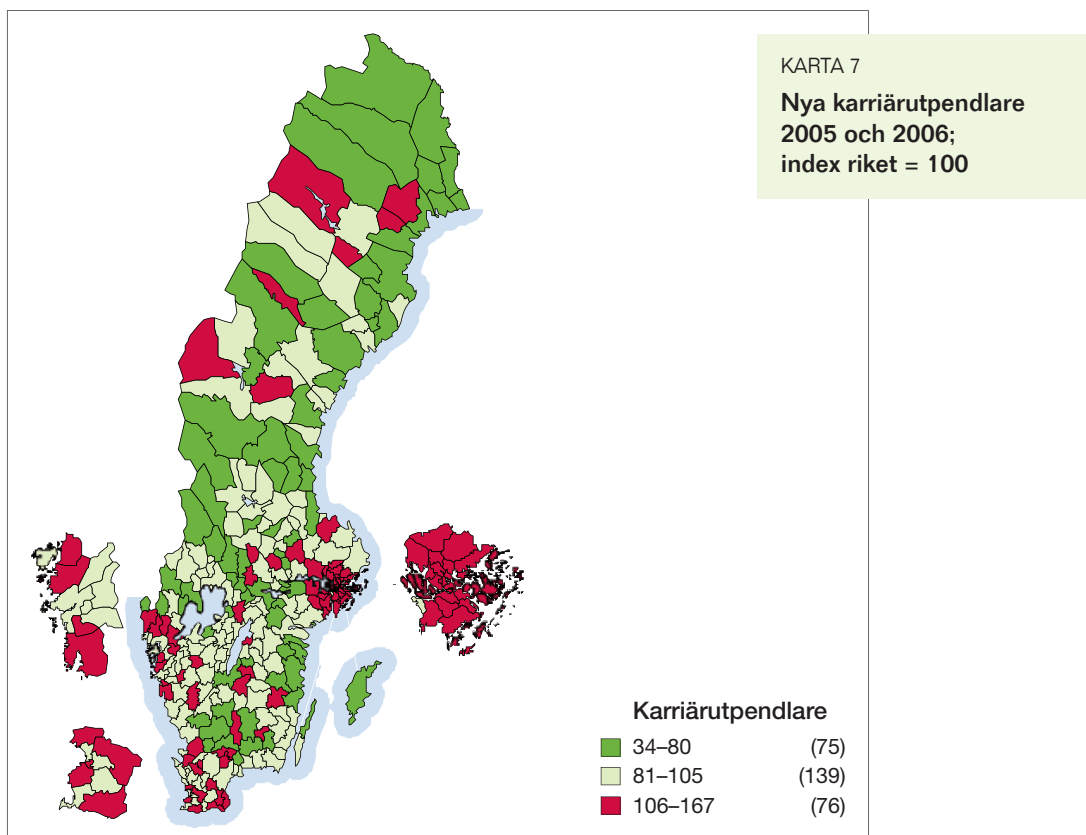 KARTA 7
Nya karriärutpendlare
2005 och 2006;
index riket = 100
Karriärutpendlare
34–80 (75)
81–105 (139)
106–167 (76)